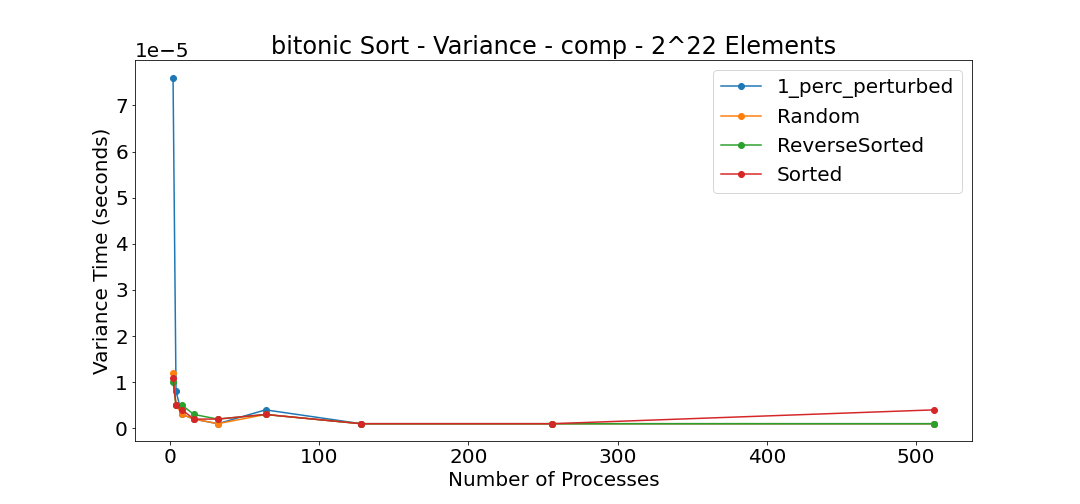 bitonic Sort - Variance - comp - 2^22 Elements
1e−5
7
6
5
4
3
2
1
0
Variance Time (seconds)
1_perc_perturbed
Random
ReverseSorted
Sorted
0 100 200 300 400 500
Number of Processes